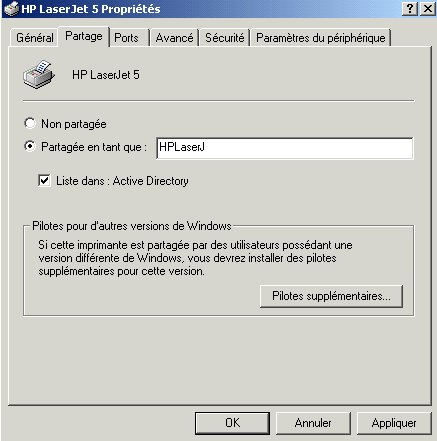 HP LaserJet 5 Propriétés
Général Partage Ports Avancé Sécurité Paramètres du périphérique
HP LaserJet 5
Non partagée
Partagée en tant que : HPLaserJ
Liste dans : Active Directory
Pilotes pour d'autres versions de Windows
Si cette imprimante est partagée par des utilisateurs possédant une
version différente de Windows, vous devrez installer des pilotes
supplémentaires pour cette version.
Pilotes supplémentaires...
OK Annuler Appliquer